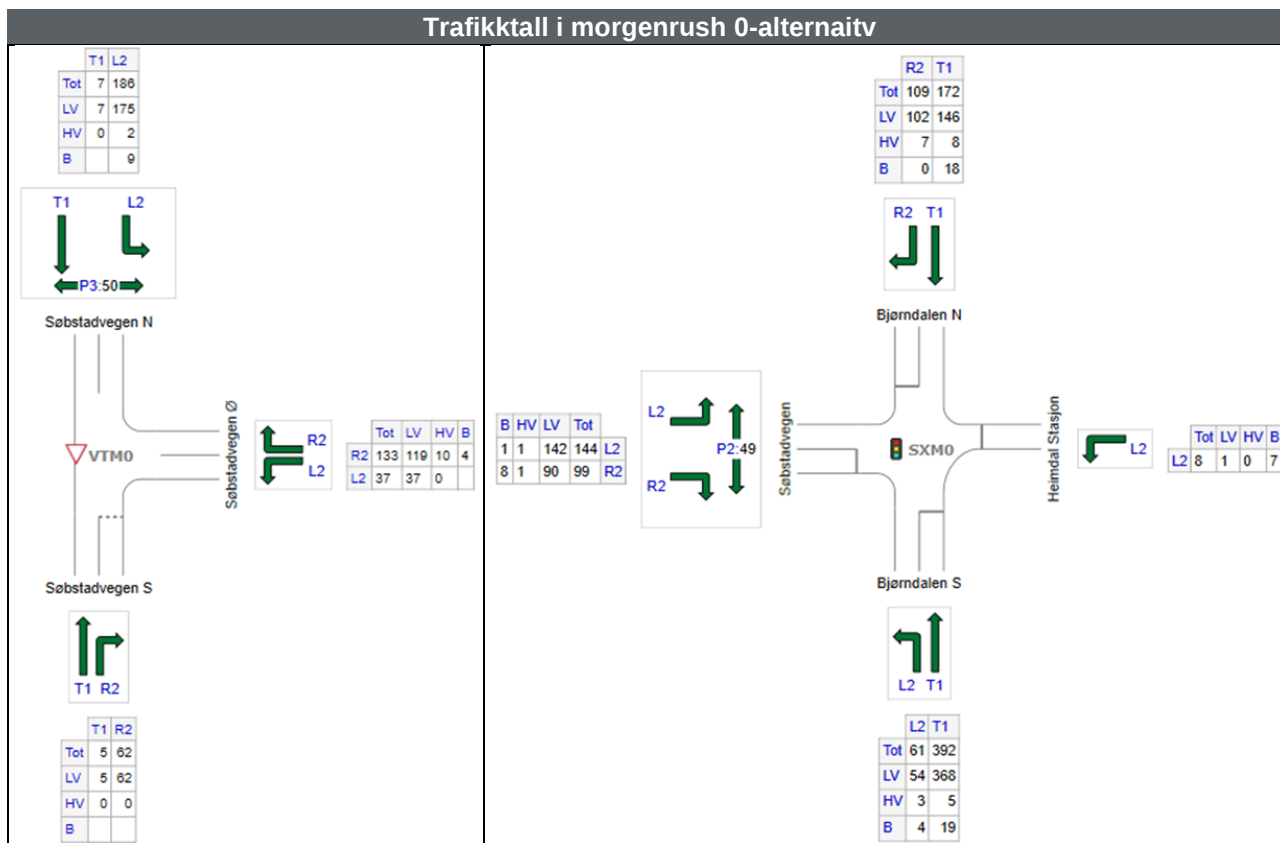 Trafikktall i morgenrush 0-alternaitv
T1 L2
Tot 7 186
LV 7 175
HV 0 2
B 9
T1 L2
P3:50
Søbstadvegen N
VTM0
Søbstadvegen Ø
R2
L2
Tot LV HV B
R2 133 119 10 4
L2 37 37 0
Søbstadvegen S
T1 R2
T1 R2
Tot 5 62
LV 5 62
HV 0 0
B
R2 T1
Tot 109 172
LV 102 146
HV 7 8
B 0 18
R2 T1
Bjørndalen N
B HV LV Tot
1 1 142 144 L2
8 1 90 99 R2
L2
P2:49
R2
Søbstadvegen
SXM0
Heimdal Stasjon
L2
Tot LV HV B
L2 8 1 0 7
Bjørndalen S
L2 T1
L2 T1
Tot 61 392
LV 54 368
HV 3 5
B 4 19